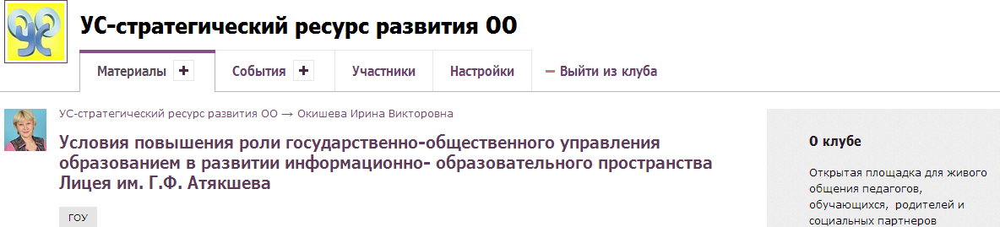 УС
УС-стратегический ресурс развития ОО
Материалы + События + Участники Настройки − Выйти из клуба
УС-стратегический ресурс развития ОО → Окишева Ирина Викторовна
Условия повышения роли государственно-общественного управления
образованием в развитии информационно- образовательного пространства
Лицея им. Г.Ф. Атякшева
ГОУ
О клубе
Открытая площадка для живого
общения педагогов,
обучающихся, родителей и
социальных партнеров